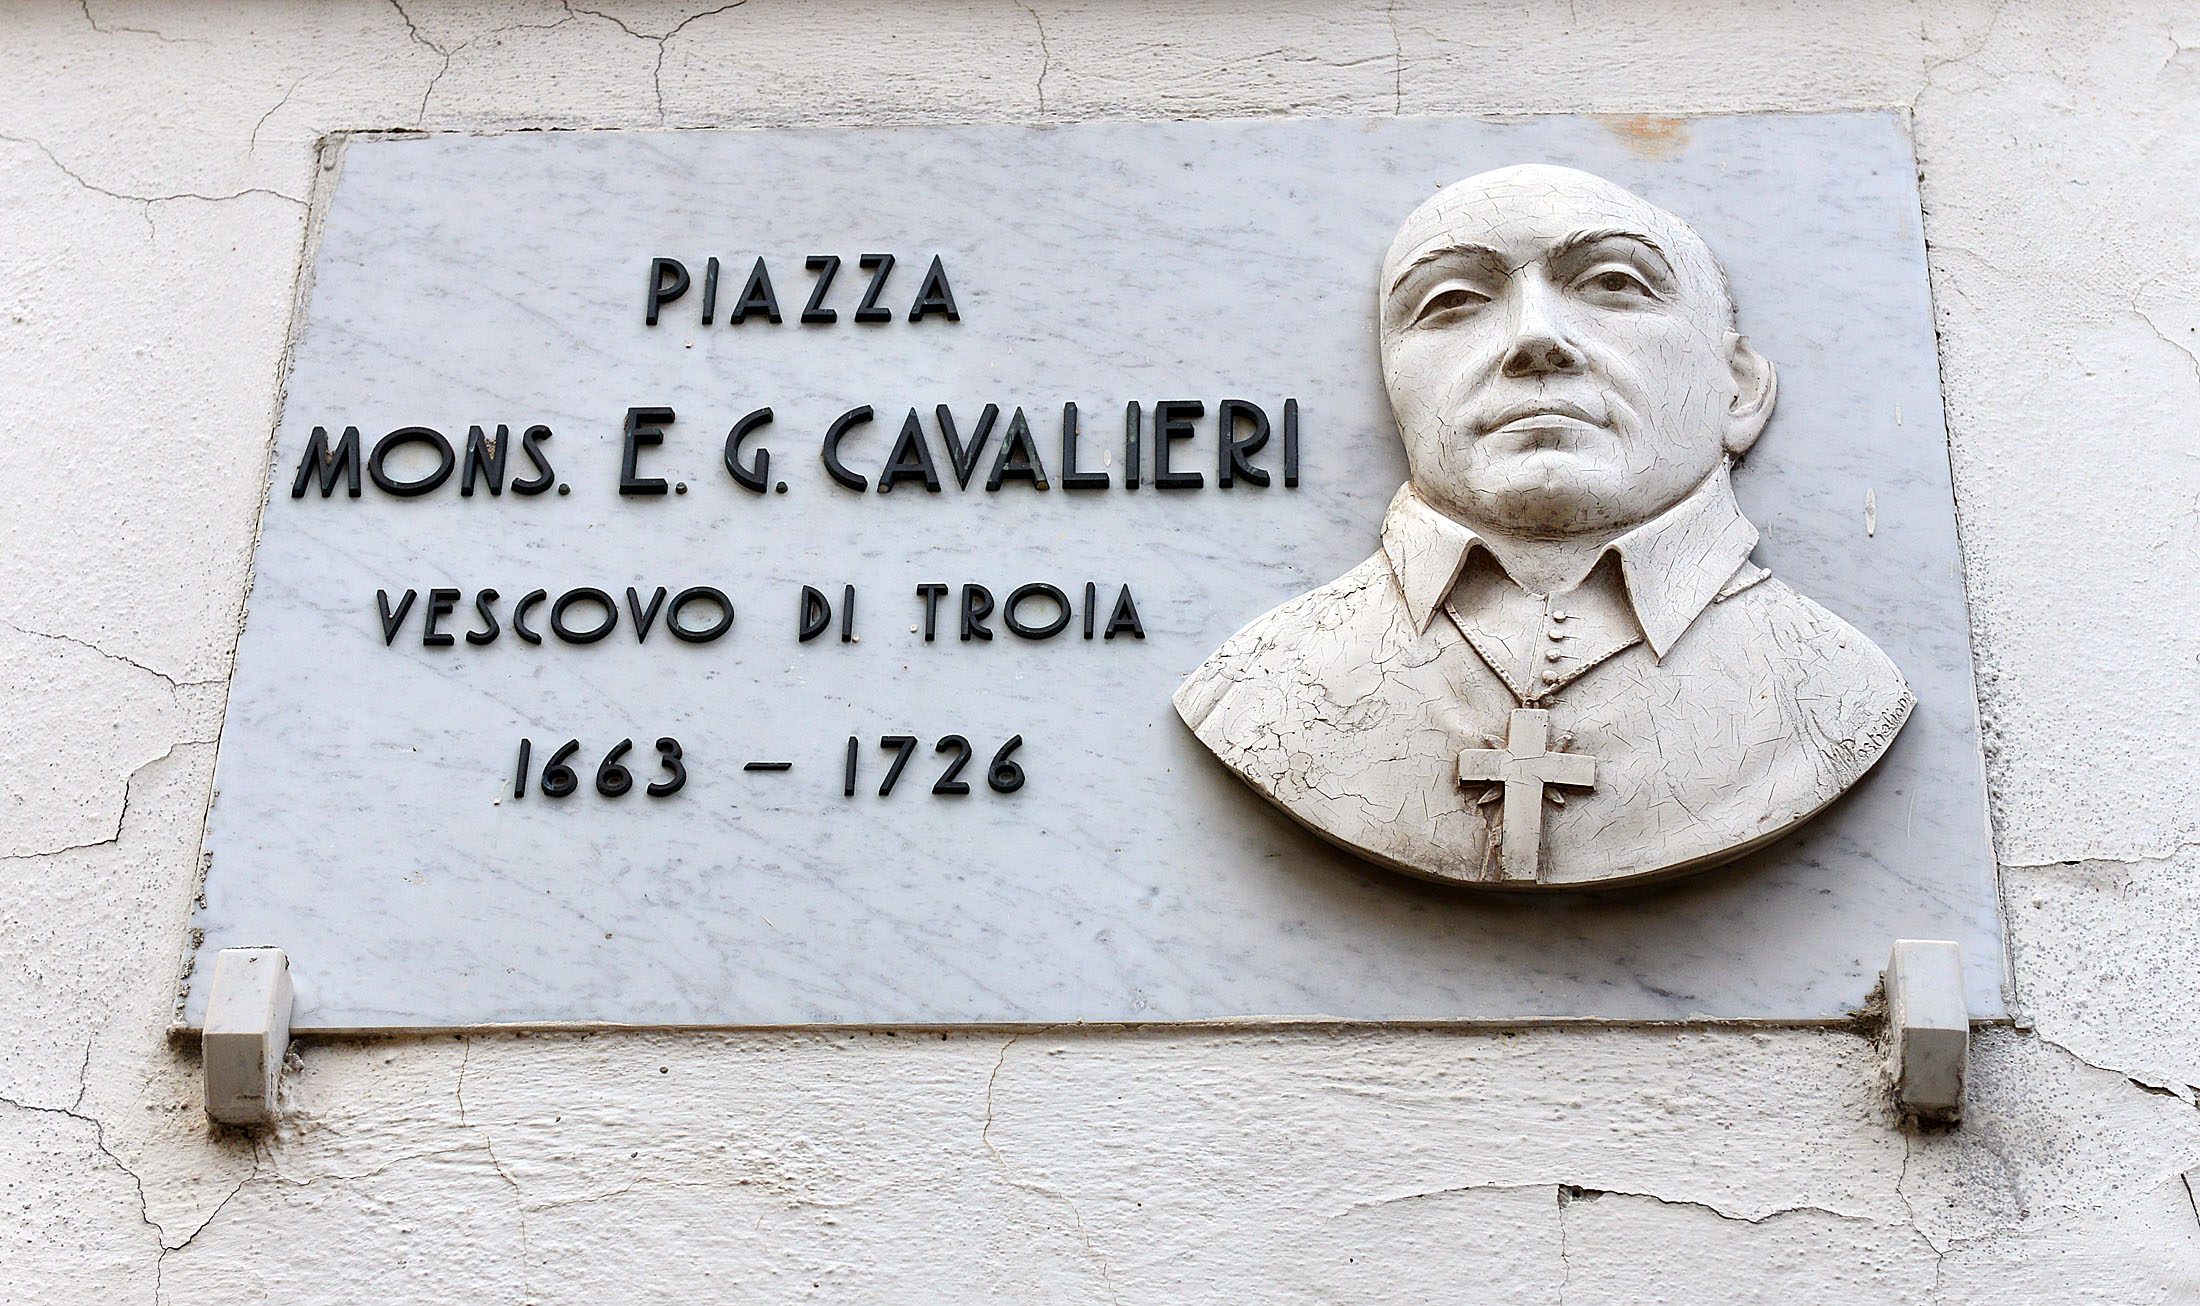 PIAZZA
MONS. E. G. CAVALIERI
VESCOVO DI TROIA
1663 – 1726